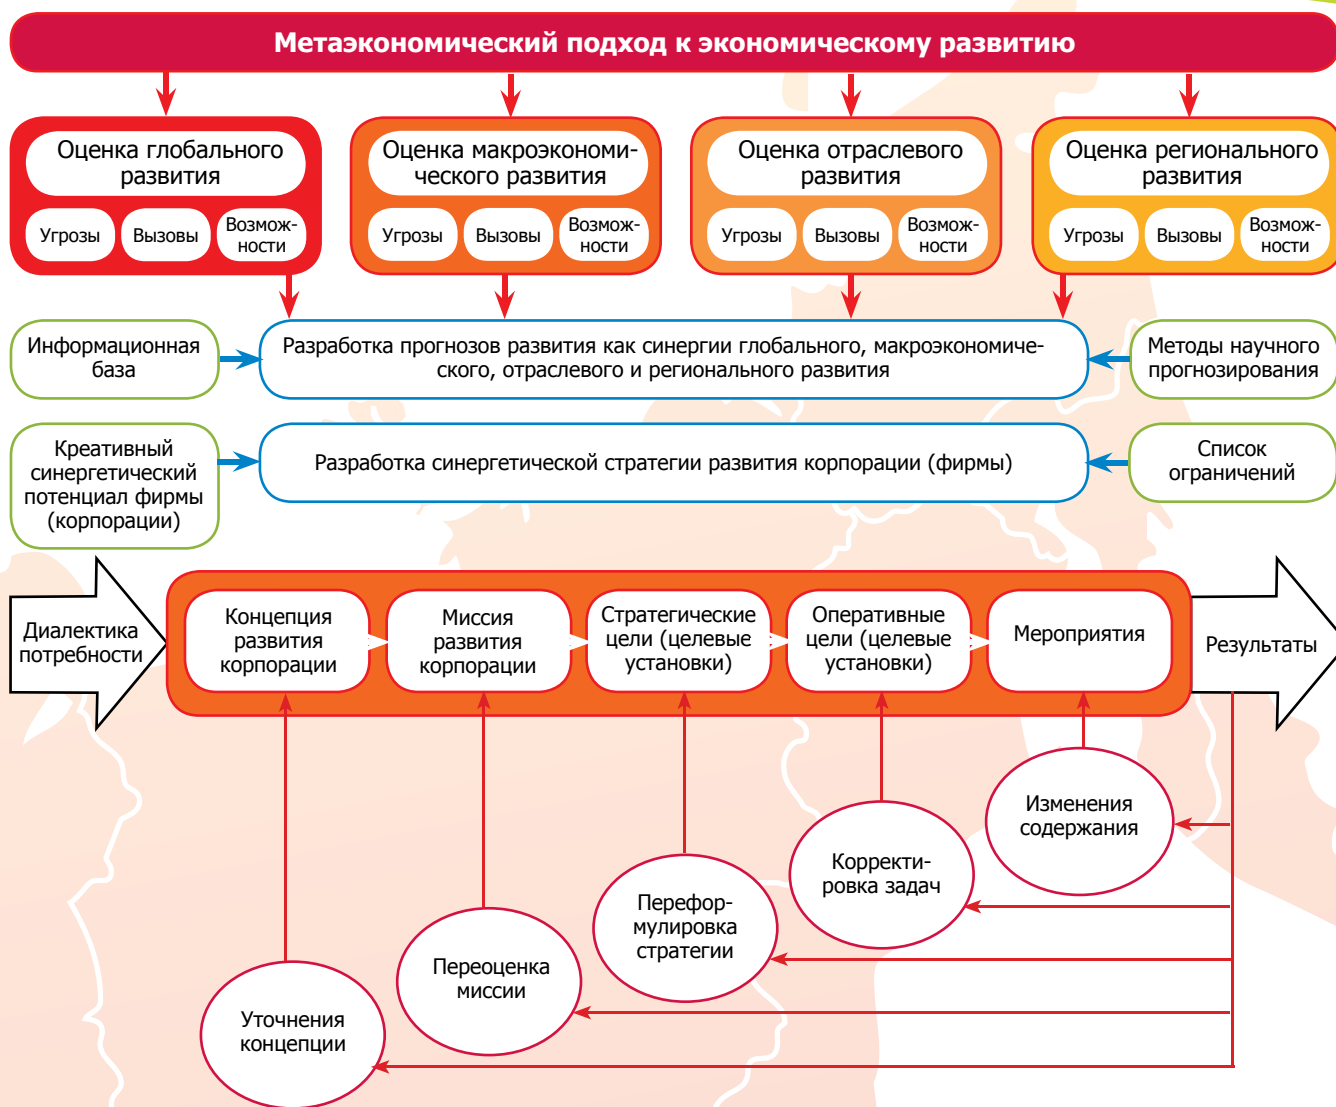 Метаэкономический подход к экономическому развитию
Оценка глобального
развития
Угрозы
Вызовы
Возмож-
ности
Оценка макроэкономи-
ческого развития
Угрозы
Вызовы
Возмож-
ности
Оценка отраслевого
развития
Угрозы
Вызовы
Возмож-
ности
Оценка регионального
развития
Угрозы
Вызовы
Возмож-
ности
Информационная
база
Разработка прогнозов развития как синергии глобального, макроэкономиче-
ского, отраслевого и регионального развития
Методы научного
прогнозирования
Креативный
синергетический
потенциал фирмы
(корпорации)
Разработка синергетической стратегии развития корпорации (фирмы)
Список
ограничений
Диалектика
потребности
Концепция
развития
корпорации
Миссия
развития
корпорации
Стратегические
цели (целевые
установки)
Оперативные
цели (целевые
установки)
Мероприятия
Результаты
Изменения
содержания
Корректи-
ровка задач
Перефор-
мулировка
стратегии
Переоценка
миссии
Уточнения
концепции